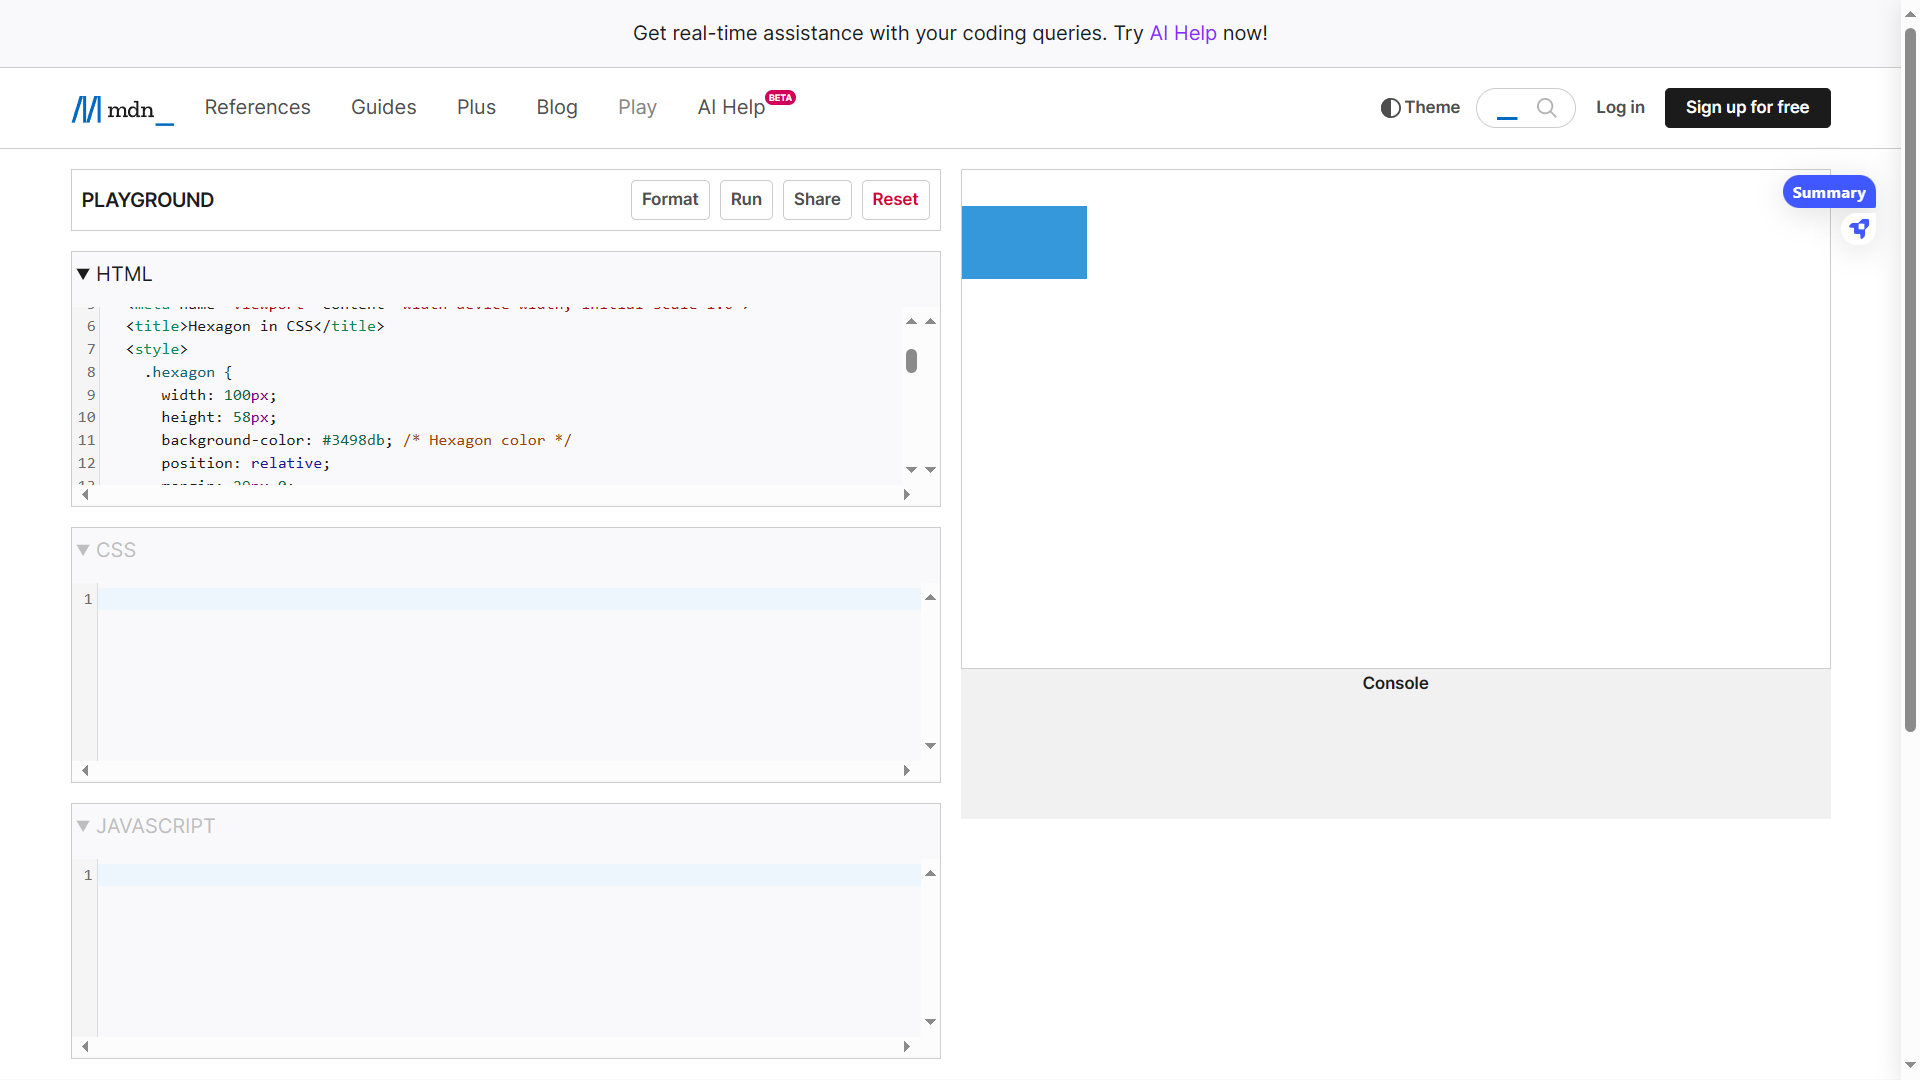 Get real-time assistance with your coding queries. Try AI Help now!
mdn_
References
Guides
Plus
Blog
Play
AI Help
BETA
Theme
Log in
Sign up for free
PLAYGROUND
Format
Run
Share
Reset
Summary
HTML
6 <title>Hexagon in CSS</title>
7 <style>
8 .hexagon {
9 width: 100px;
10 height: 58px;
11 background-color: #3498db; /* Hexagon color */
12 position: relative;
CSS
1
Console
JAVASCRIPT
1